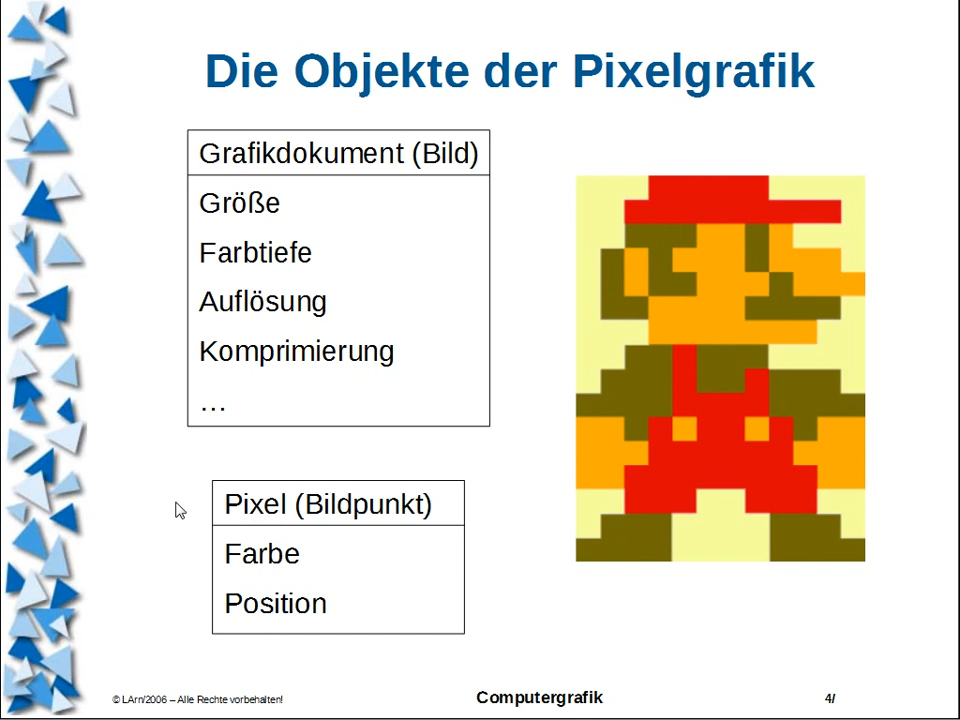 Die Objekte der Pixelgrafik
Grafikdokument (Bild)
Größe
Farbtiefe
Auflösung
Komprimierung
…
Pixel (Bildpunkt)
Farbe
Position
© LArn/2006 – Alle Rechte vorbehalten!
Computergrafik
4/